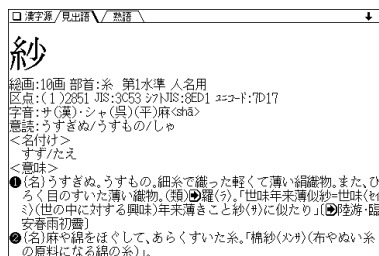 漢字源 見出語 熟語
紗
総画:10画 部首:糸 第1水準 人名用
区点:(1)2851 JIS:3C53 シフトJIS:8ED1 ユニコード:7D17
字音:サ(漢)・シャ(呉)(平)麻<shā>
意読:うすぎぬ/うすもの/しゃ
<名付け>
すず/たえ
<意味>
❶(名)うすぎぬ。うすもの。細糸で織った軽くて薄い絹織物。また、ひ
ろく目のすいた薄い織物。(類)羅(ラ)。「世味年来薄似紗=世味
(世の中に対する興味)年来薄きこと紗(サ)に似たり」〔陸游・臨
安春雨初霽〕
❷(名)麻や綿をほぐして、あらくすいた糸。「棉紗(メンサ)(布やぬい糸
の原料になる綿の糸)」。